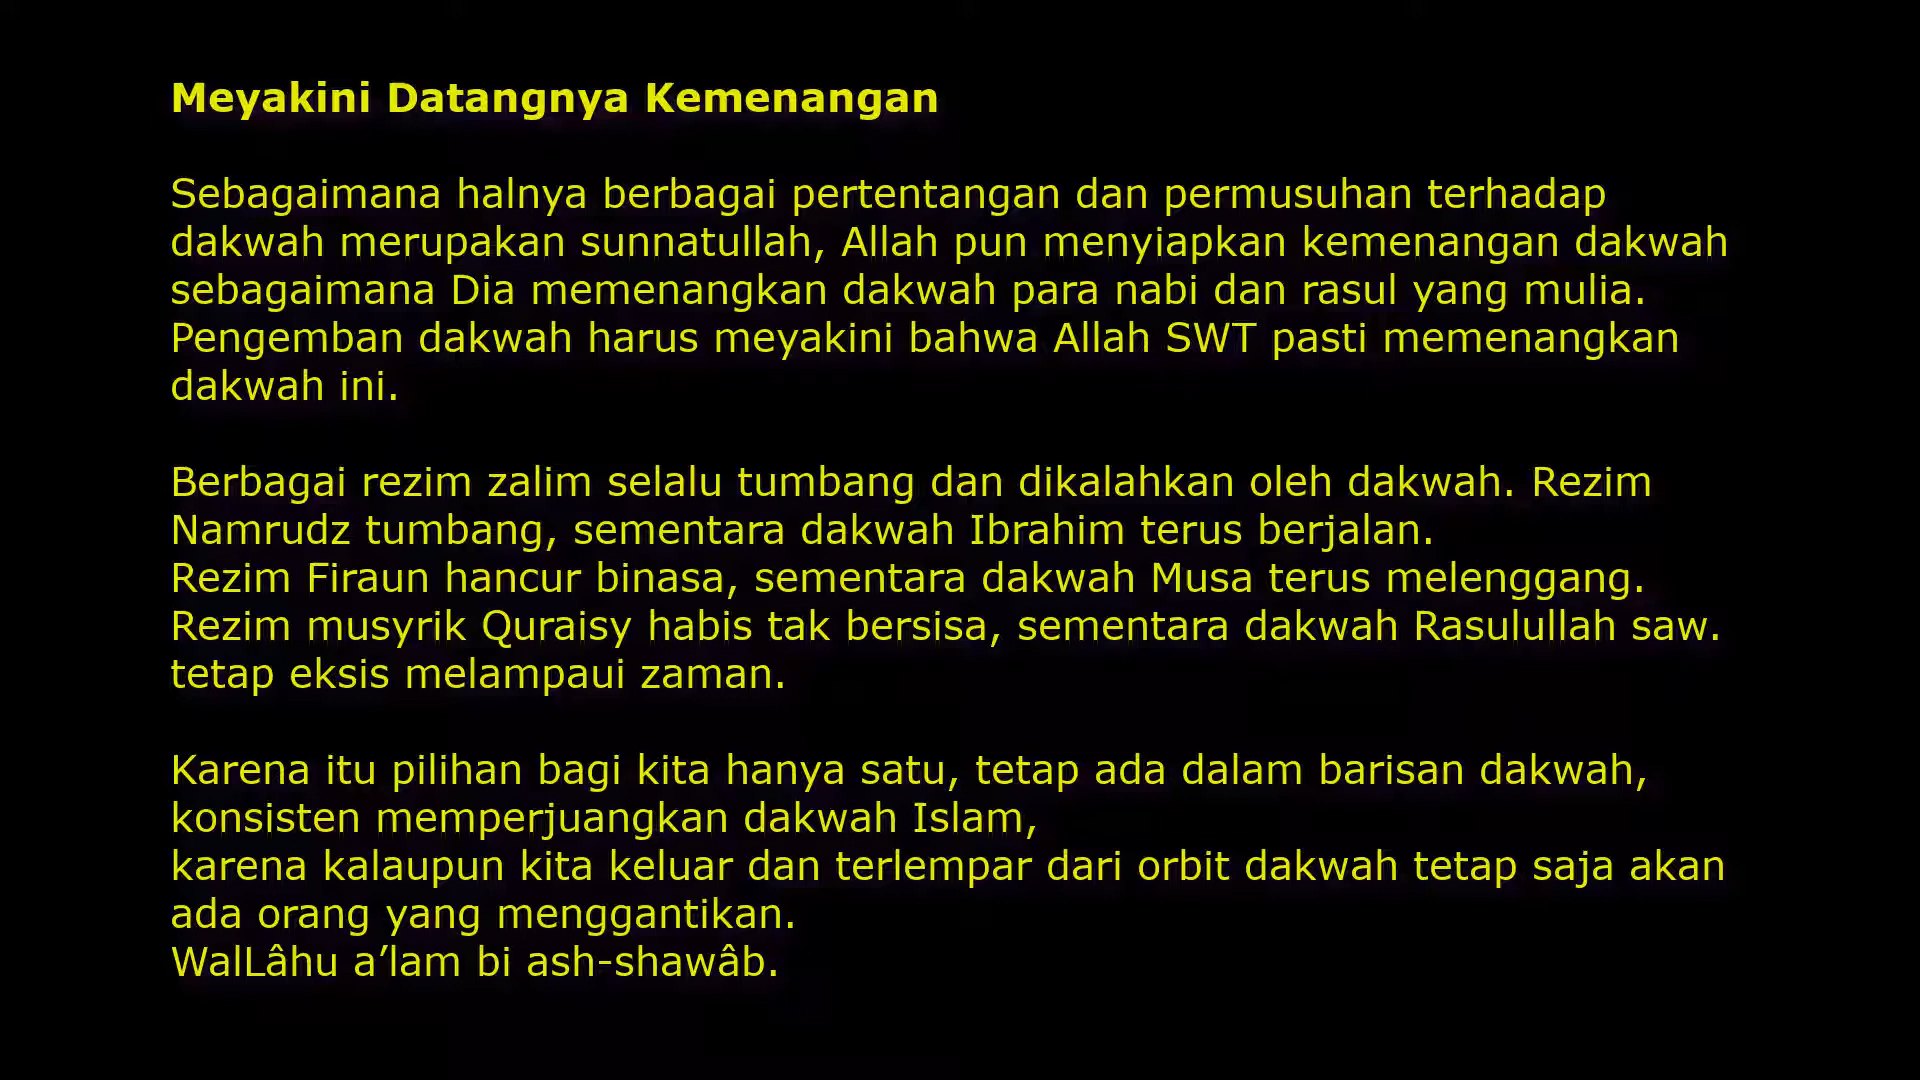 Meyakini Datangnya Kemenangan
Sebagaimana halnya berbagai pertentangan dan permusuhan terhadap
dakwah merupakan sunnatullah, Allah pun menyiapkan kemenangan dakwah
sebagaimana Dia memenangkan dakwah para nabi dan rasul yang mulia.
Pengemban dakwah harus meyakini bahwa Allah SWT pasti memenangkan
dakwah ini.
Berbagai rezim zalim selalu tumbang dan dikalahkan oleh dakwah. Rezim
Namrudz tumbang, sementara dakwah Ibrahim terus berjalan.
Rezim Firaun hancur binasa, sementara dakwah Musa terus melenggang.
Rezim musyrik Quraisy habis tak bersisa, sementara dakwah Rasulullah saw.
tetap eksis melampaui zaman.
Karena itu pilihan bagi kita hanya satu, tetap ada dalam barisan dakwah,
konsisten memperjuangkan dakwah Islam,
karena kalaupun kita keluar dan terlempar dari orbit dakwah tetap saja akan
ada orang yang menggantikan.
WalLâhu a’lam bi ash-shawâb.